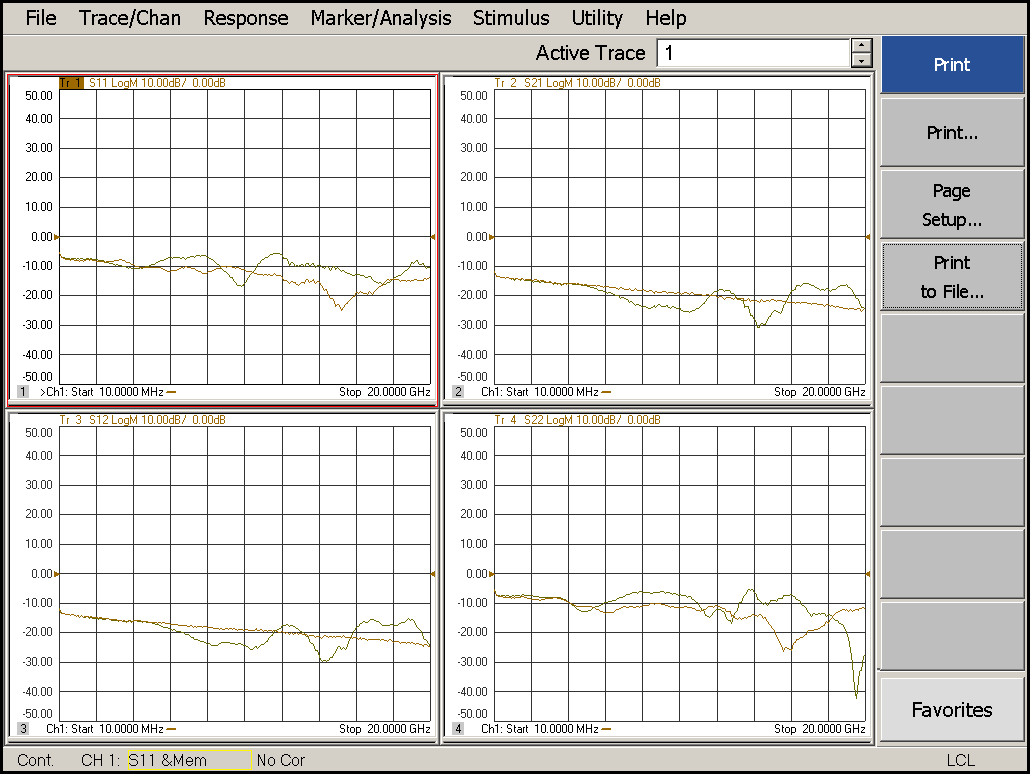 File Trace/Chan Response Marker/Analysis Stimulus Utility Help
Active Trace 1
Print
Print...
Page
Setup...
Print
to File...
Favorites
Tr 1 S11 LogM 10.00dB/ 0.00dB
50.00
40.00
30.00
20.00
10.00
0.00
-10.00
-20.00
-30.00
-40.00
-50.00
1 >Ch1: Start 10.0000 MHz Stop 20.0000 GHz
Tr 2 S21 LogM 10.00dB/ 0.00dB
50.00
40.00
30.00
20.00
10.00
0.00
-10.00
-20.00
-30.00
-40.00
-50.00
2 Ch1: Start 10.0000 MHz Stop 20.0000 GHz
Tr 3 S12 LogM 10.00dB/ 0.00dB
50.00
40.00
30.00
20.00
10.00
0.00
-10.00
-20.00
-30.00
-40.00
-50.00
3 Ch1: Start 10.0000 MHz Stop 20.0000 GHz
Tr 4 S22 LogM 10.00dB/ 0.00dB
50.00
40.00
30.00
20.00
10.00
0.00
-10.00
-20.00
-30.00
-40.00
-50.00
4 Ch1: Start 10.0000 MHz Stop 20.0000 GHz
Cont. CH 1: S11 &Mem No Cor LCL